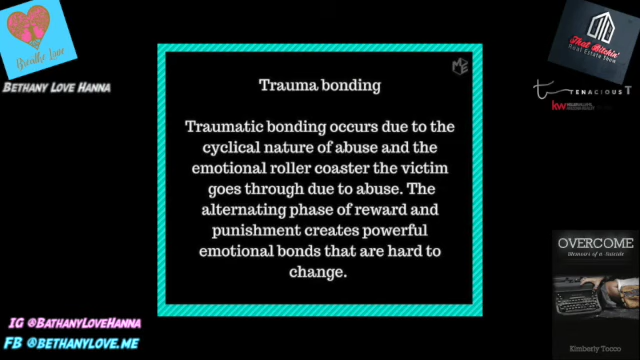 Breathe Love
BETHANY LOVE HANNA
Trauma bonding
Traumatic bonding occurs due to the
cyclical nature of abuse and the
emotional roller coaster the victim
goes through due to abuse. The
alternating phase of reward and
punishment creates powerful
emotional bonds that are hard to
change.
That Bitchin'
Real Estate Show
TENACIOUS T
kw
OVERCOME
Memoirs of a Suicide
Kimberly Tocco
IG @BATHANYLOVEHANNA
FB @BETHANYLOVE.ME